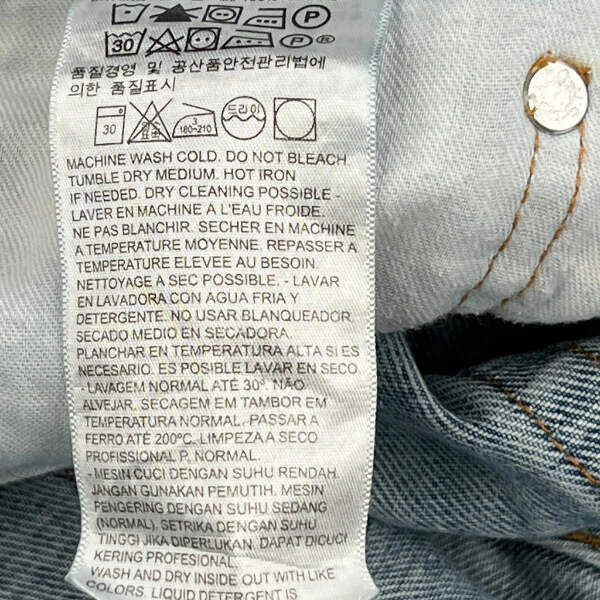 P
30 P ®
품질경영 및 공산품안전관리법에
의한 품질표시
30 표백 3 180~210 드라이
MACHINE WASH COLD. DO NOT BLEACH
TUMBLE DRY MEDIUM. HOT IRON
IF NEEDED. DRY CLEANING POSSIBLE -
LAVER EN MACHINE A L'EAU FROIDE.
NE PAS BLANCHIR. SECHER EN MACHINE
A TEMPERATURE MOYENNE. REPASSER A
TEMPERATURE ELEVEE AU BESOIN.
NETTOYAGE A SEC POSSIBLE. - LAVAR
EN LAVADORA CON AGUA FRIA Y
DETERGENTE. NO USAR BLANQUEADOR.
SECADO MEDIO EN SECADORA.
PLANCHAR EN TEMPERATURA ALTA SI ES
NECESARIO. ES POSIBLE LAVAR EN SECO
- LAVAGEM NORMAL ATÉ 30º. NÃO
ALVEJAR. SECAGEM EM TAMBOR EM
TEMPERATURA NORMAL. PASSAR A
FERRO ATÉ 200ºC. LIMPEZA A SECO
PROFISSIONAL P, NORMAL.
- MESIN CUCI DENGAN SUHU RENDAH.
JANGAN GUNAKAN PEMUTIH. MESIN
PENGERING DENGAN SUHU SEDANG
(NORMAL). SETRIKA DENGAN SUHU
TINGGI JIKA DIPERLUKAN. DAPAT DICUCI
KERING PROFESIONAL.
WASH AND DRY INSIDE OUT WITH LIKE
COLORS. LIQUID DETERGENT IS